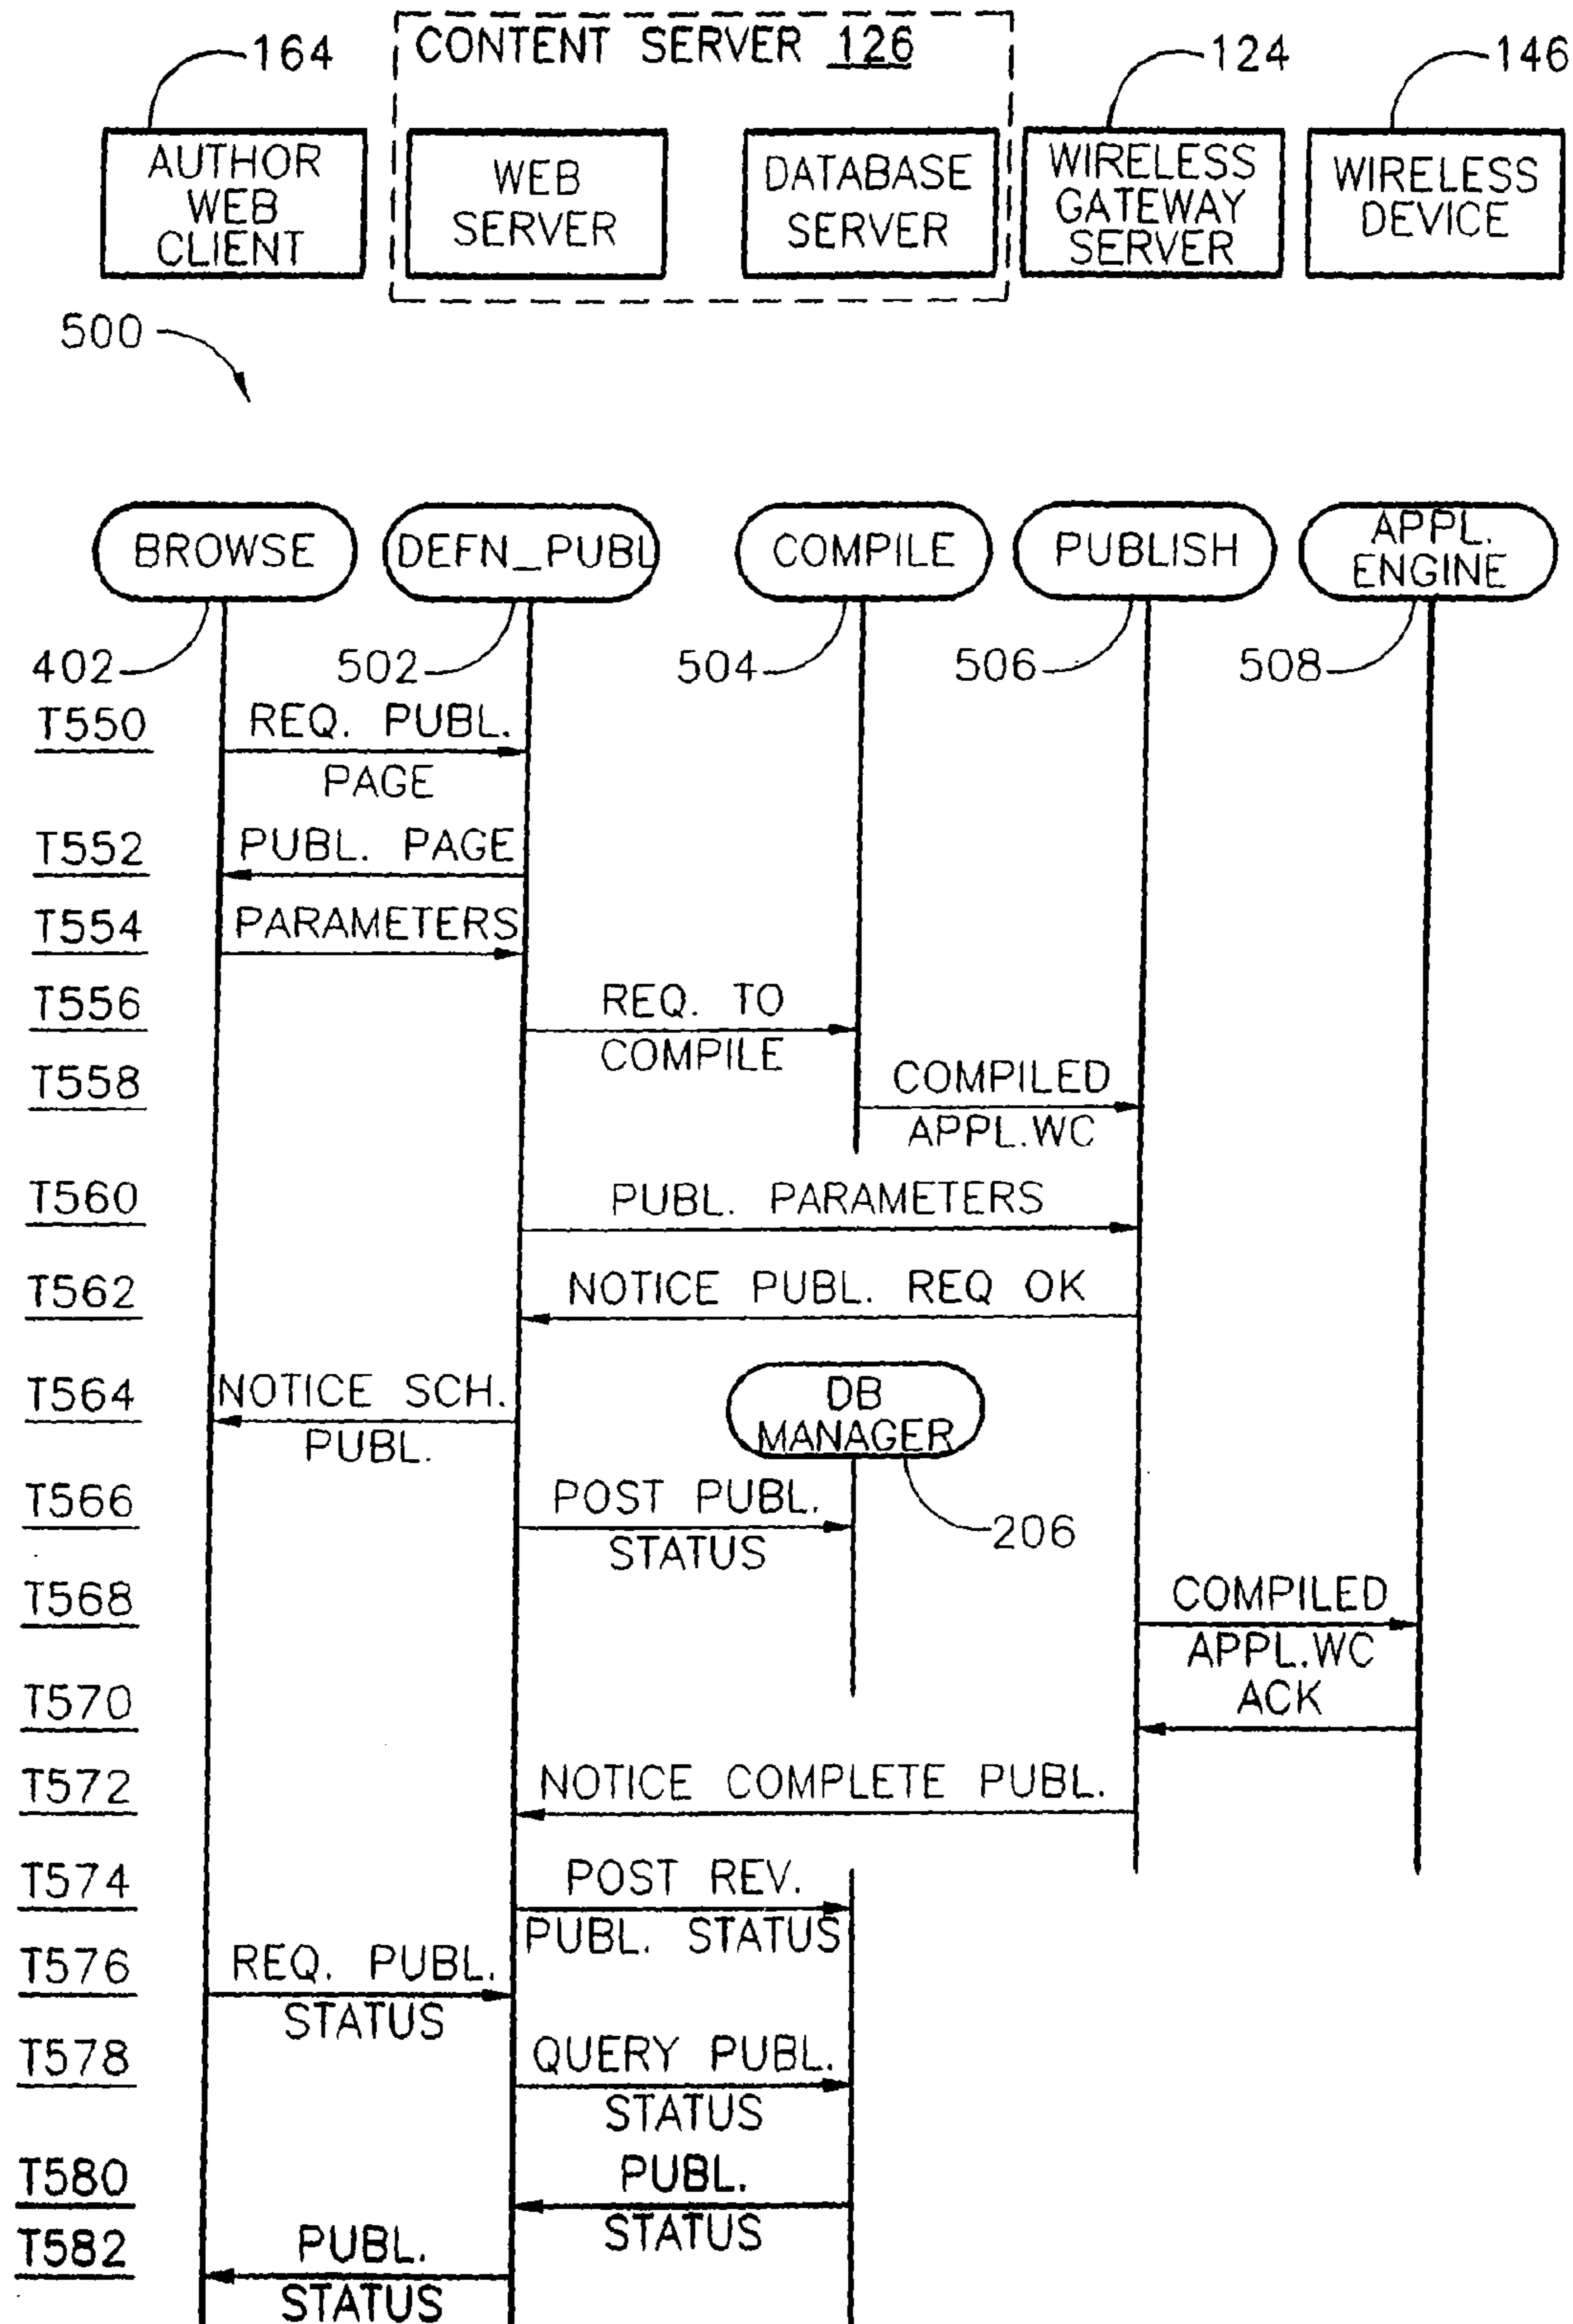 CONTENT SERVER 126
164
124
146
AUTHOR
WEB
CLIENT
WEB
SERVER
DATABASE
SERVER
WIRELESS
GATEWAY
SERVER
WIRELESS
DEVICE
500
BROWSE
DEFN_PUBL
COMPILE
PUBLISH
APPL.
ENGINE
402
502
504
506
508
T550
REQ. PUBL.
PAGE
T552
PUBL. PAGE
T554
PARAMETERS
T556
REQ. TO
COMPILE
T558
COMPILED
APPL.WC
T560
PUBL. PARAMETERS
T562
NOTICE PUBL. REQ OK
T564
NOTICE SCH.
PUBL.
DB
MANAGER
206
T566
POST PUBL.
STATUS
T568
COMPILED
APPL.WC
T570
ACK
T572
NOTICE COMPLETE PUBL.
T574
POST REV.
PUBL. STATUS
T576
REQ. PUBL.
STATUS
T578
QUERY PUBL.
STATUS
T580
PUBL.
STATUS
T582
PUBL.
STATUS